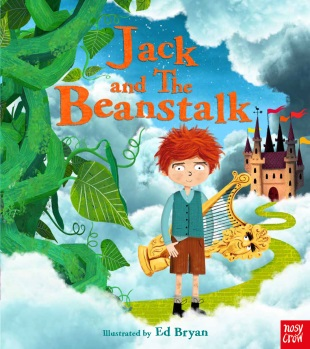 Jack
and The
Beanstalk
Illustrated by Ed Bryan
nosy
crow